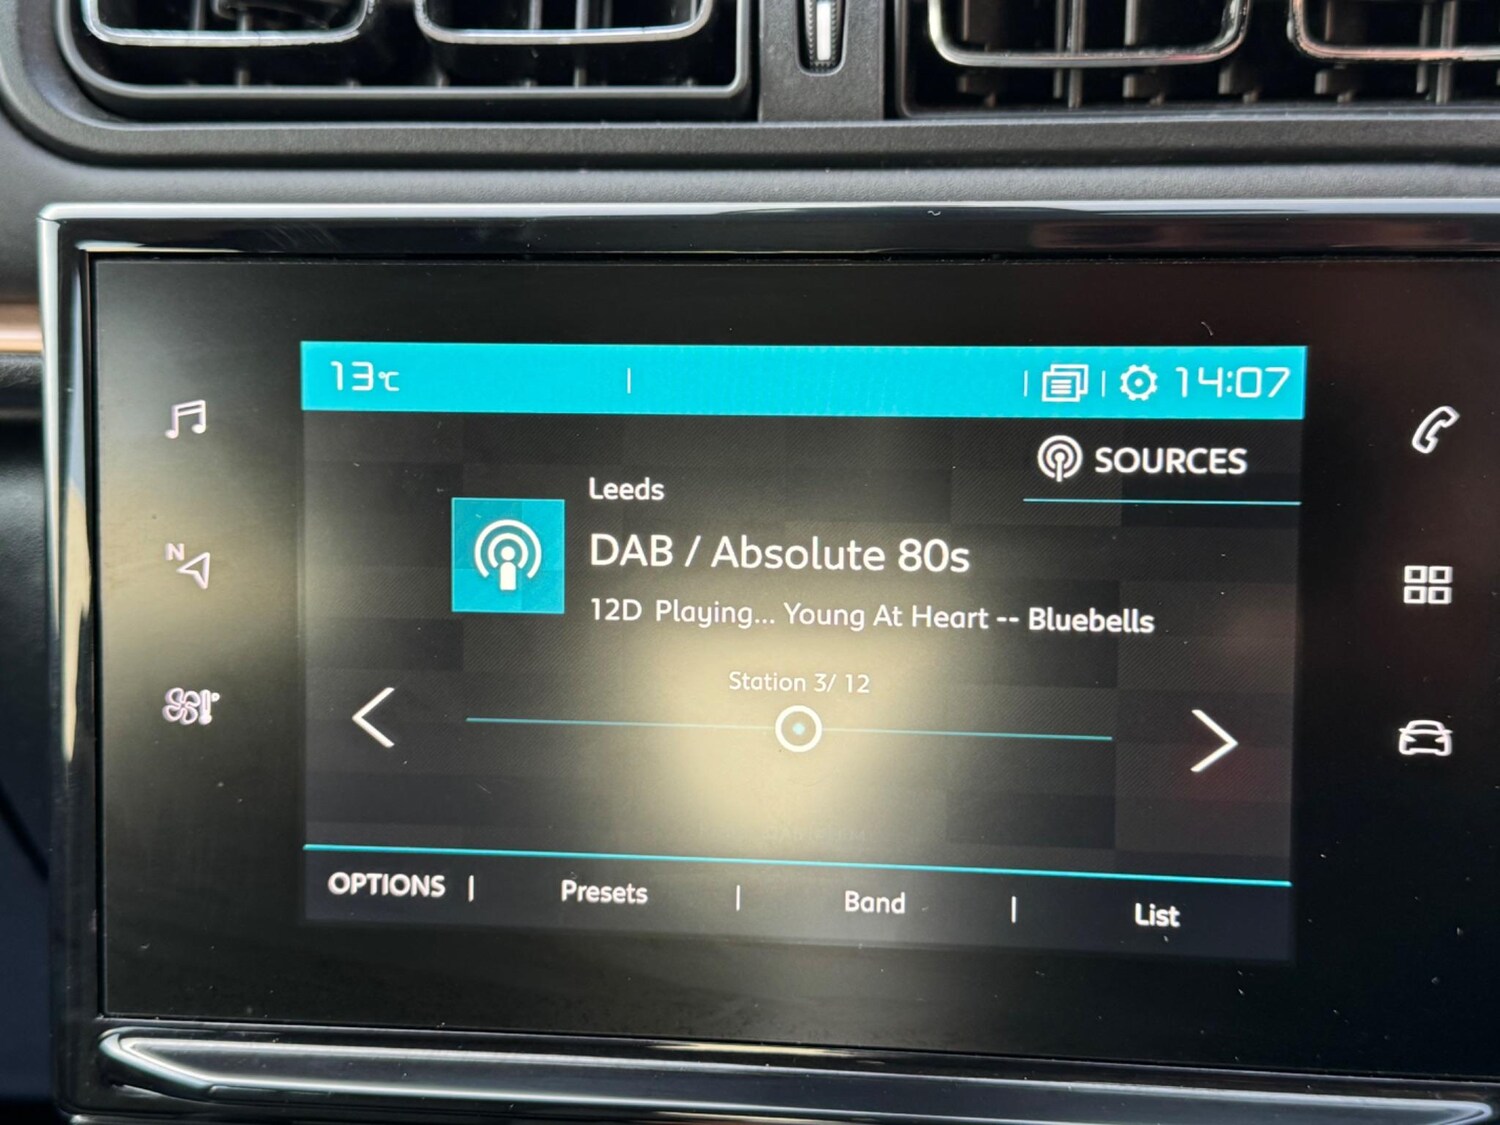 13°C
14:07
SOURCES
Leeds
DAB / Absolute 80s
12D Playing... Young At Heart -- Bluebells
Station 3/ 12
OPTIONS | Presets | Band | List
N